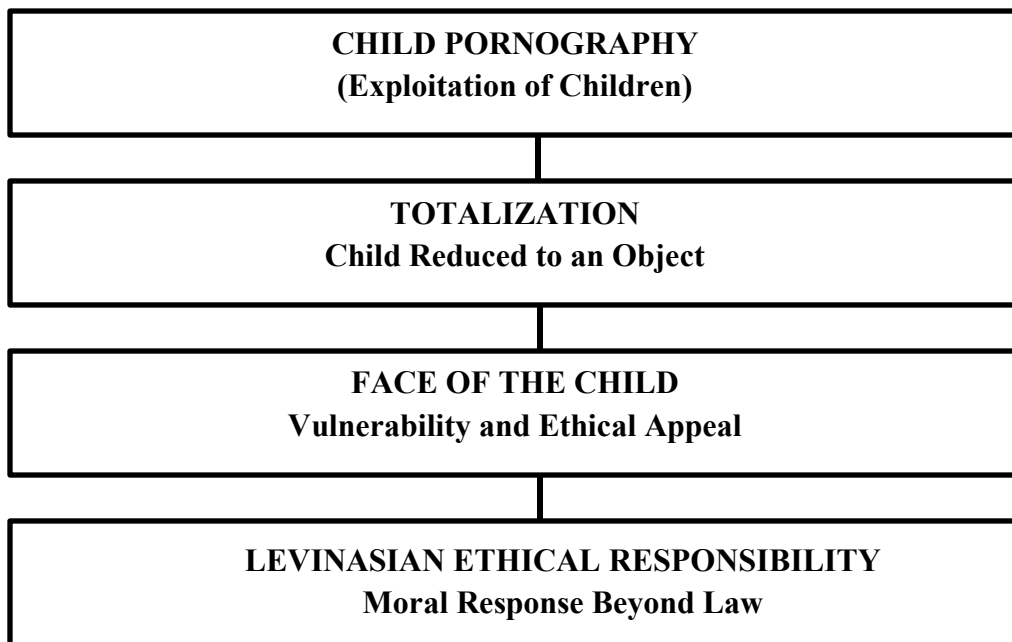 CHILD PORNOGRAPHY
(Exploitation of Children)
TOTALIZATION
Child Reduced to an Object
FACE OF THE CHILD
Vulnerability and Ethical Appeal
LEVINASIAN ETHICAL RESPONSIBILITY
Moral Response Beyond Law